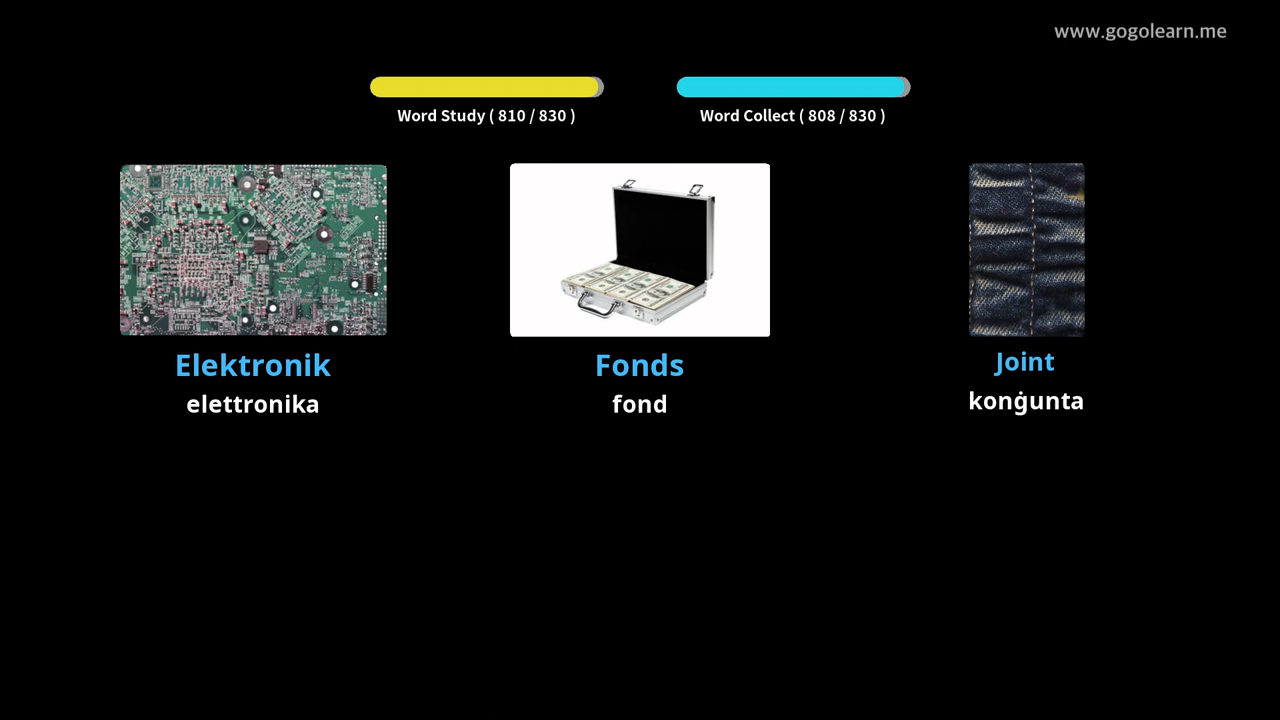 www.gogolearn.me
Word Study ( 810 / 830 )
Word Collect ( 808 / 830 )
Elektronik
elettronika
Fonds
fond
Joint
konġunta